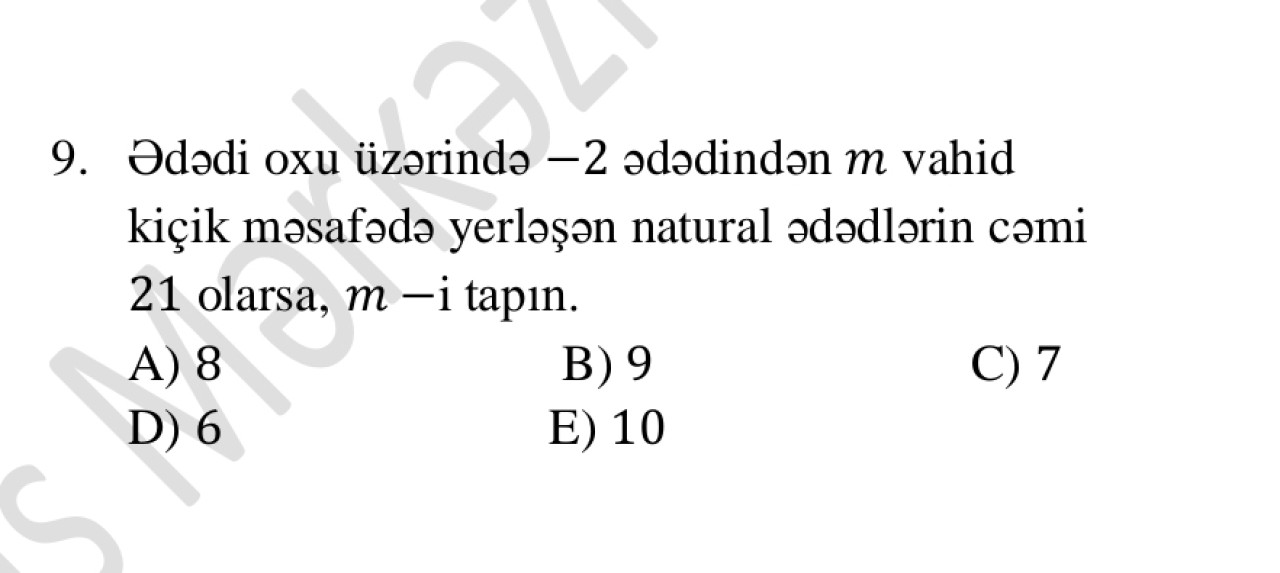 9. Ədədi oxu üzərində −2 ədədindən m vahid
kiçik məsafədə yerləşən natural ədədlərin cəmi
21 olarsa, m −i tapın.
A) 8 B) 9 C) 7
D) 6 E) 10
s Mərkəzi